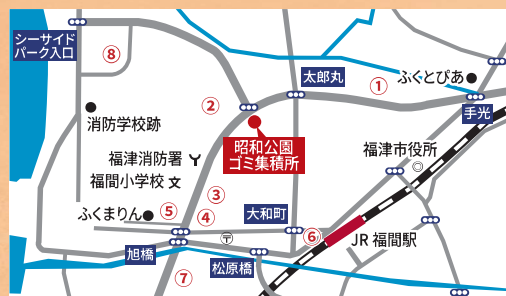 シーサイド
パーク入口
⑧
太郎丸
①
ふくとぴあ
手光
②
消防学校跡
昭和公園
ゴミ集積所
福津市役所
福津消防署
福間小学校 文
③
ふくまりん
⑤
④
大和町
〒
⑥
JR 福間駅
旭橋
松原橋
⑦